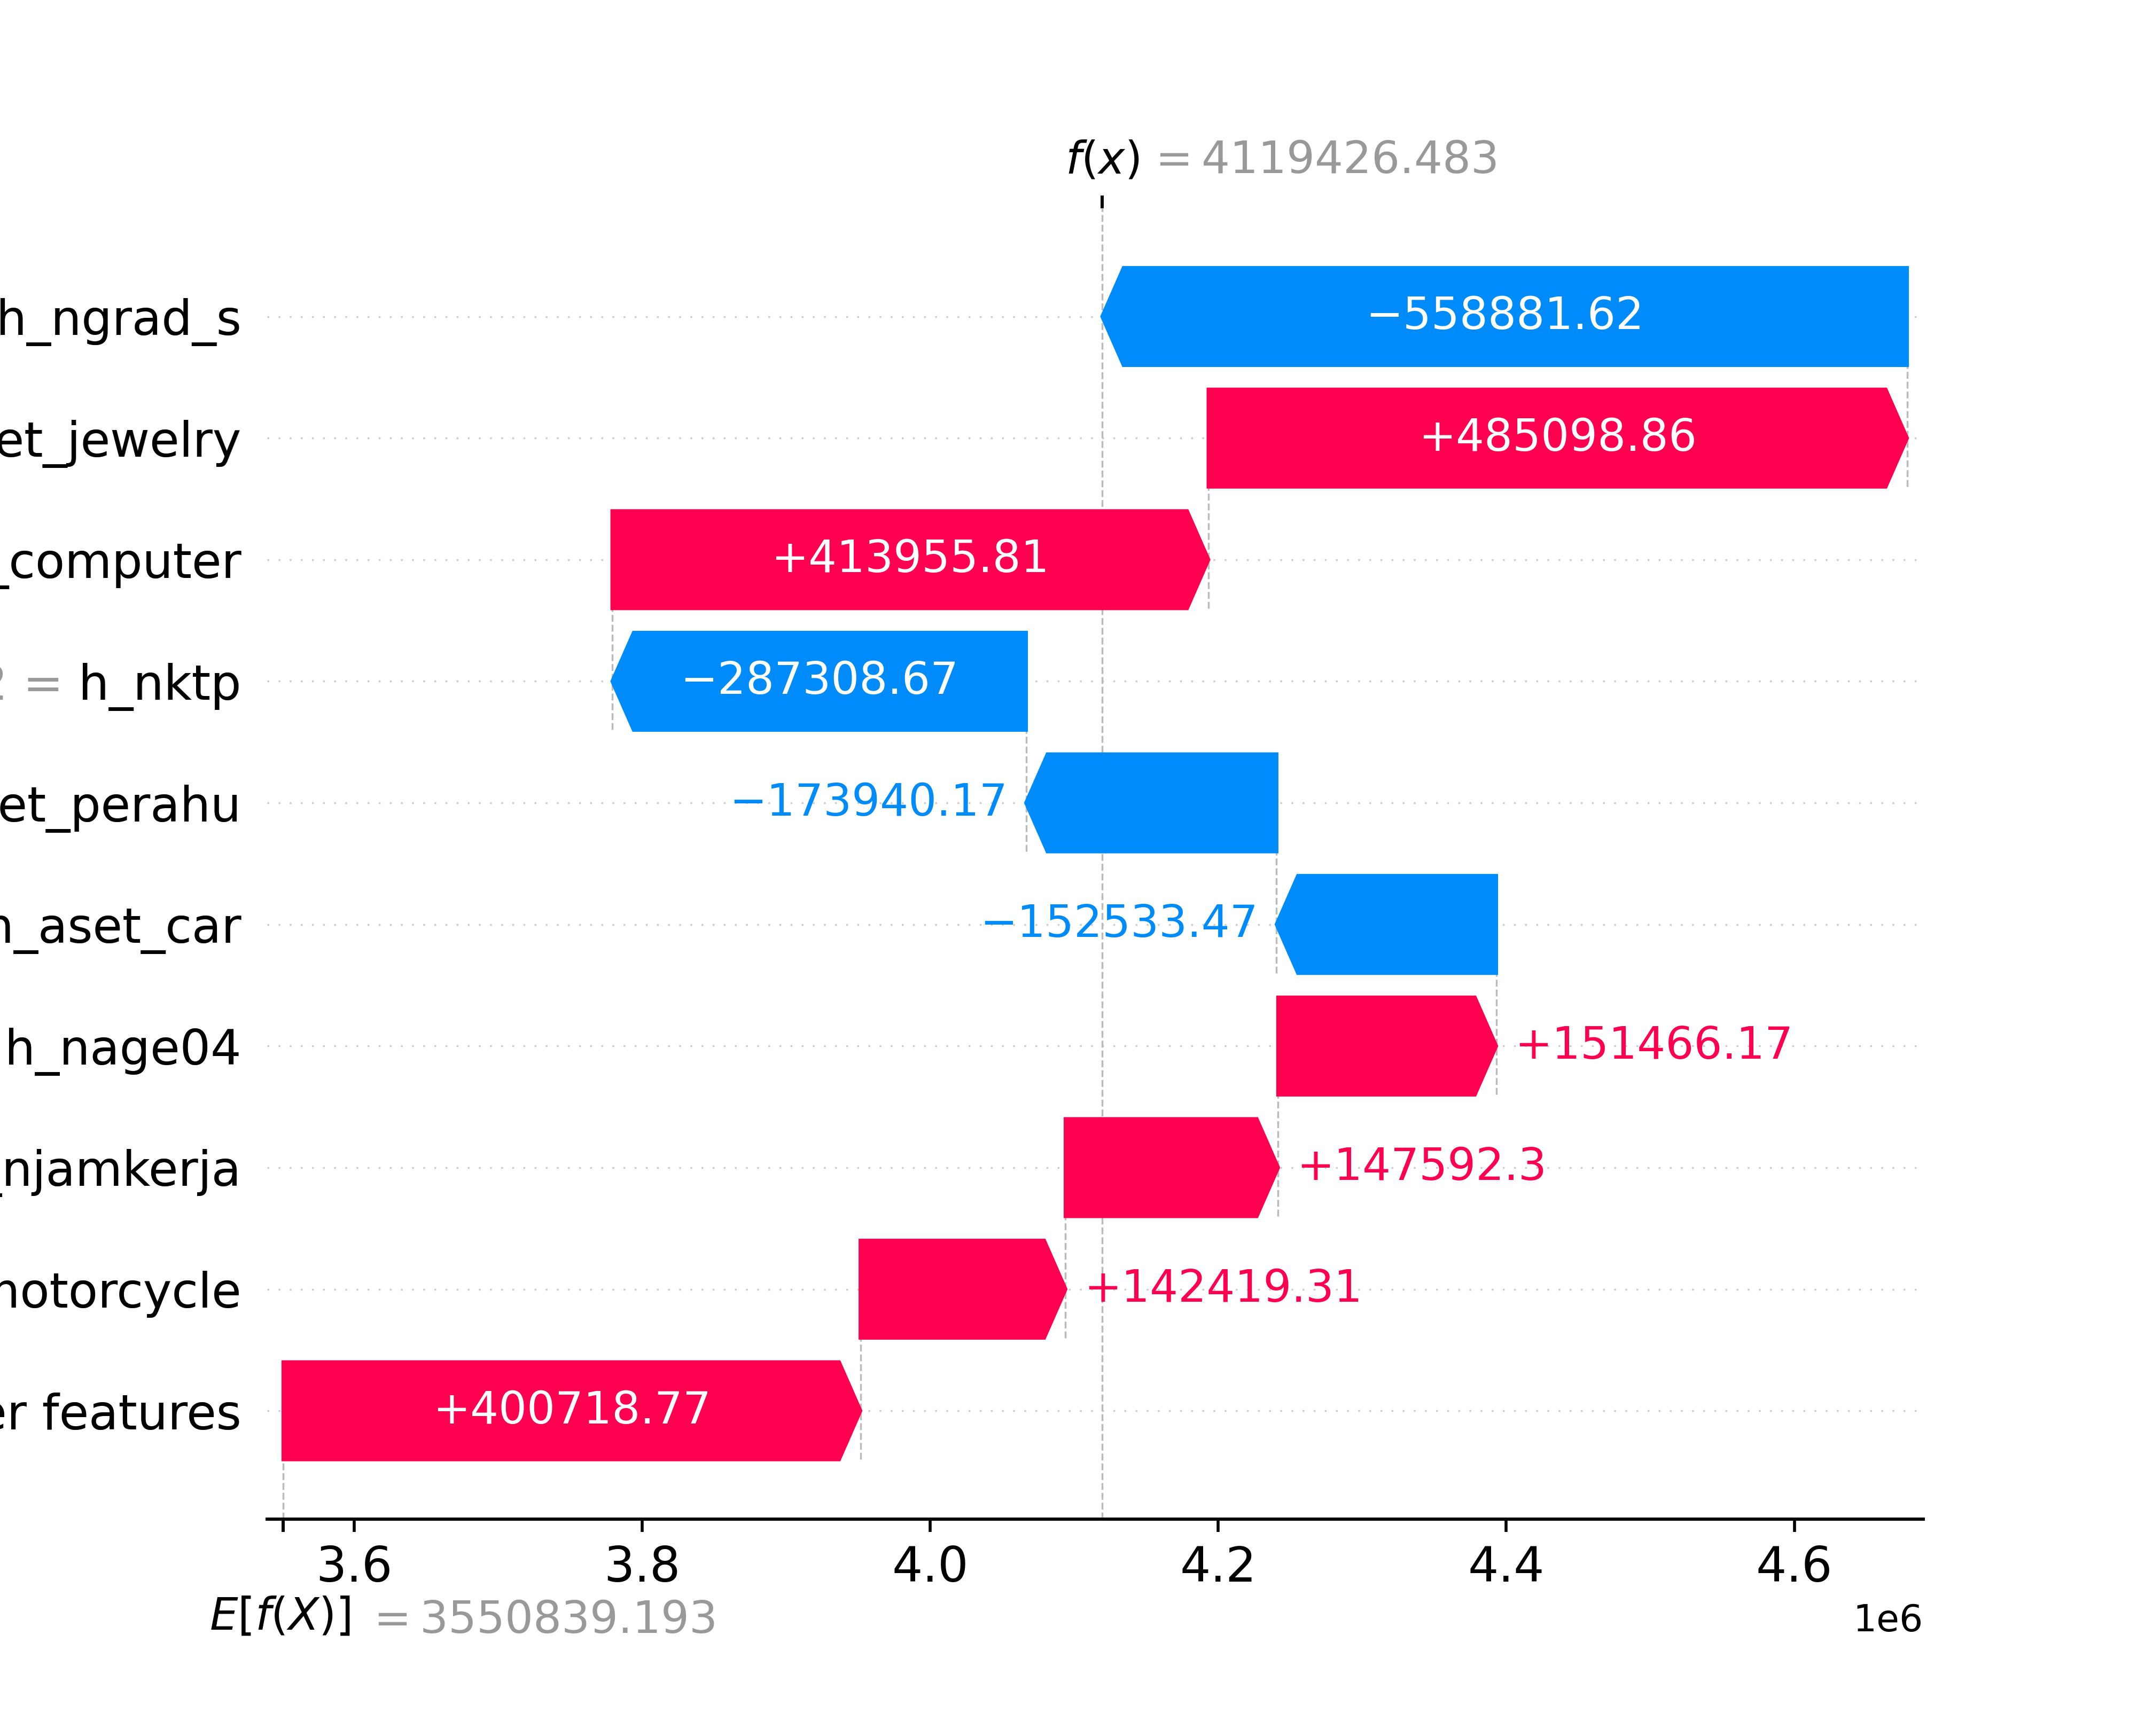 f(x) = 4119426.483
h_ngrad_s −558881.62
et_jewelry +485098.86
_computer +413955.81
= h_nktp −287308.67
et_perahu −173940.17
_aset_car −152533.47
h_nage04 +151466.17
_njamkerja +147592.3
otorcycle +142419.31
er features +400718.77
3.6 3.8 4.0 4.2 4.4 4.6
E[f(X)] = 3550839.193
1e6